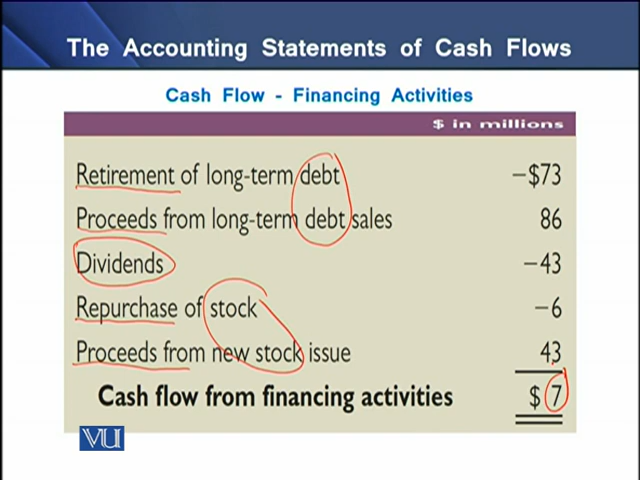 The Accounting Statements of Cash Flows
Cash Flow - Financing Activities
$ in millions
Retirement of long-term debt −$73
Proceeds from long-term debt sales 86
Dividends −43
Repurchase of stock −6
Proceeds from new stock issue 43
Cash flow from financing activities $ 7
VU